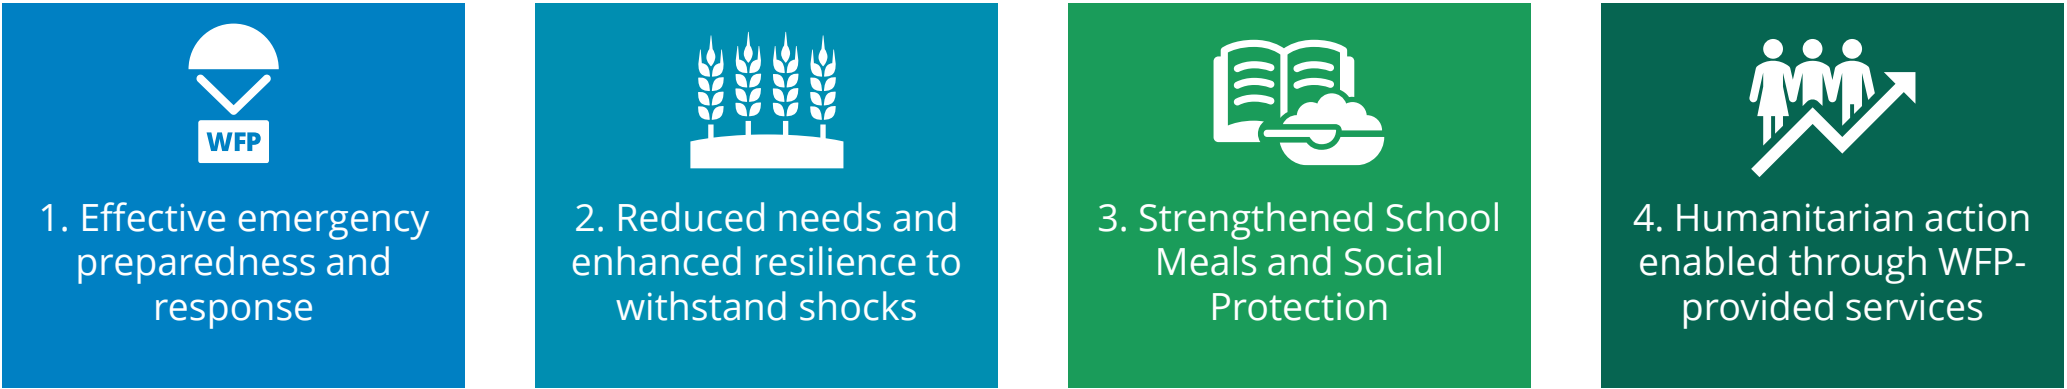 WFP
1. Effective emergency
preparedness and
response
2. Reduced needs and
enhanced resilience to
withstand shocks
3. Strengthened School
Meals and Social
Protection
4. Humanitarian action
enabled through WFP-
provided services